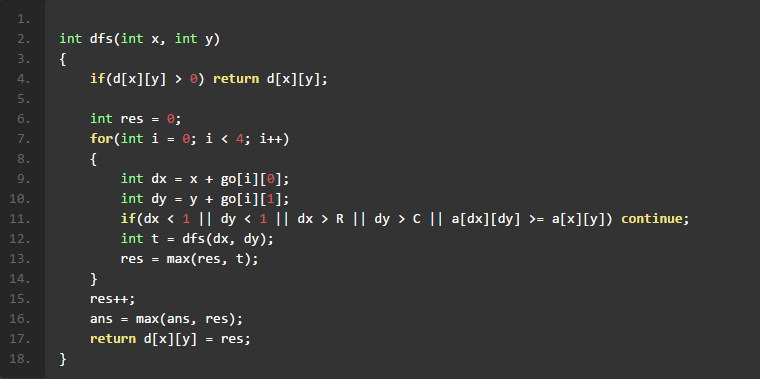 1.
2. int dfs(int x, int y)
3. {
4.     if(d[x][y] > 0) return d[x][y];
5.
6.     int res = 0;
7.     for(int i = 0; i < 4; i++)
8.     {
9.         int dx = x + go[i][0];
10.         int dy = y + go[i][1];
11.         if(dx < 1 || dy < 1 || dx > R || dy > C || a[dx][dy] >= a[x][y]) continue;
12.         int t = dfs(dx, dy);
13.         res = max(res, t);
14.     }
15.     res++;
16.     ans = max(ans, res);
17.     return d[x][y] = res;
18. }